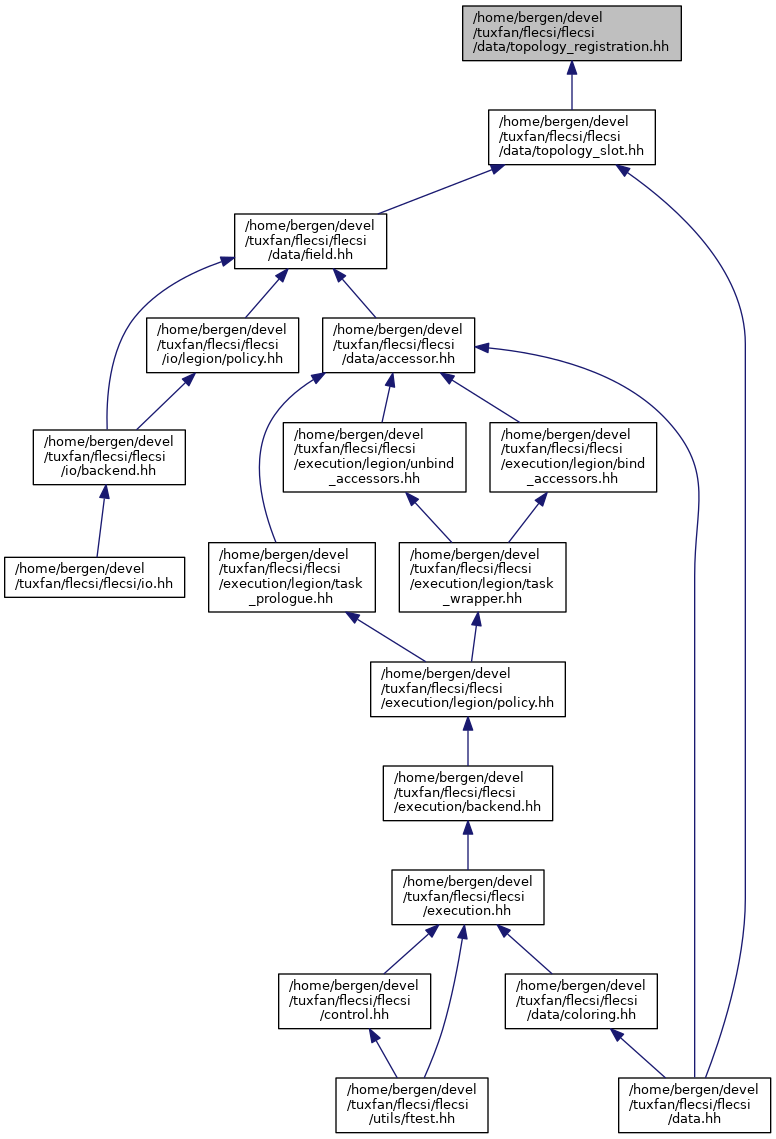 /home/bergen/devel
/tuxfan/flecsi/flecsi
/data/topology_registration.hh
/home/bergen/devel
/tuxfan/flecsi/flecsi
/data/topology_slot.hh
/home/bergen/devel
/tuxfan/flecsi/flecsi
/data/field.hh
/home/bergen/devel
/tuxfan/flecsi/flecsi
/io/legion/policy.hh
/home/bergen/devel
/tuxfan/flecsi/flecsi
/data/accessor.hh
/home/bergen/devel
/tuxfan/flecsi/flecsi
/io/backend.hh
/home/bergen/devel
/tuxfan/flecsi/flecsi
/execution/legion/unbind
_accessors.hh
/home/bergen/devel
/tuxfan/flecsi/flecsi
/execution/legion/bind
_accessors.hh
/home/bergen/devel
/tuxfan/flecsi/flecsi/io.hh
/home/bergen/devel
/tuxfan/flecsi/flecsi
/execution/legion/task
_prologue.hh
/home/bergen/devel
/tuxfan/flecsi/flecsi
/execution/legion/task
_wrapper.hh
/home/bergen/devel
/tuxfan/flecsi/flecsi
/execution/legion/policy.hh
/home/bergen/devel
/tuxfan/flecsi/flecsi
/execution/backend.hh
/home/bergen/devel
/tuxfan/flecsi/flecsi
/execution.hh
/home/bergen/devel
/tuxfan/flecsi/flecsi
/control.hh
/home/bergen/devel
/tuxfan/flecsi/flecsi
/data/coloring.hh
/home/bergen/devel
/tuxfan/flecsi/flecsi
/utils/ftest.hh
/home/bergen/devel
/tuxfan/flecsi/flecsi
/data.hh